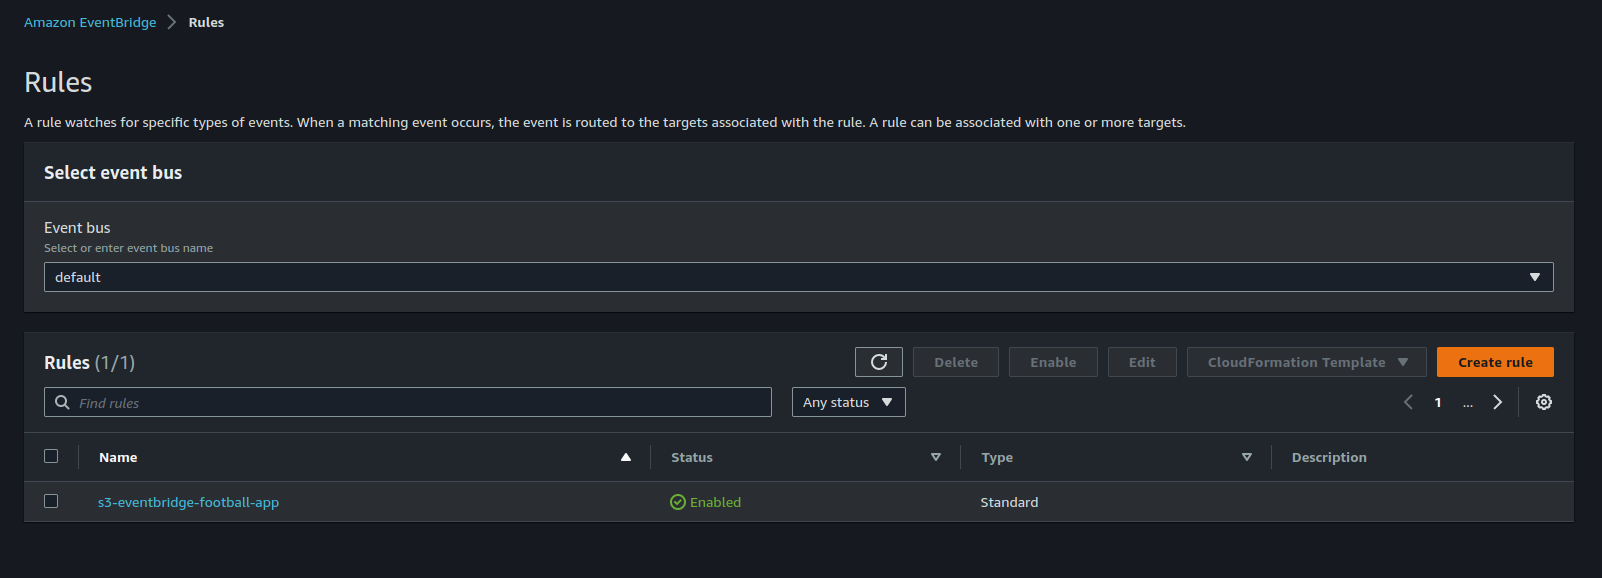 Amazon EventBridge > Rules
Rules
A rule watches for specific types of events. When a matching event occurs, the event is routed to the targets associated with the rule. A rule can be associated with one or more targets.
Select event bus
Event bus
Select or enter event bus name
default
Rules (1/1) Delete Enable Edit CloudFormation Template Create rule
Find rules Any status 1 ...
Name Status Type Description
s3-eventbridge-football-app Enabled Standard